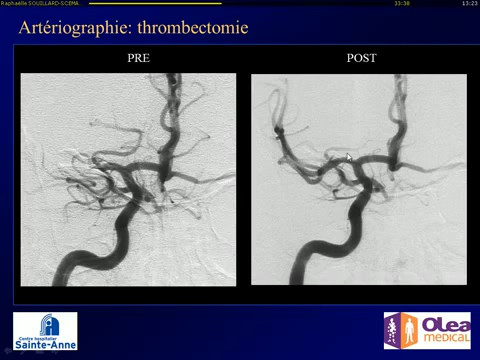 Raphaëlle SOUILLARD-SCEMA...
33:38
13:23
Artériographie: thrombectomie
PRE
POST
Centre hospitalier
Sainte-Anne
Olea
MEDICAL